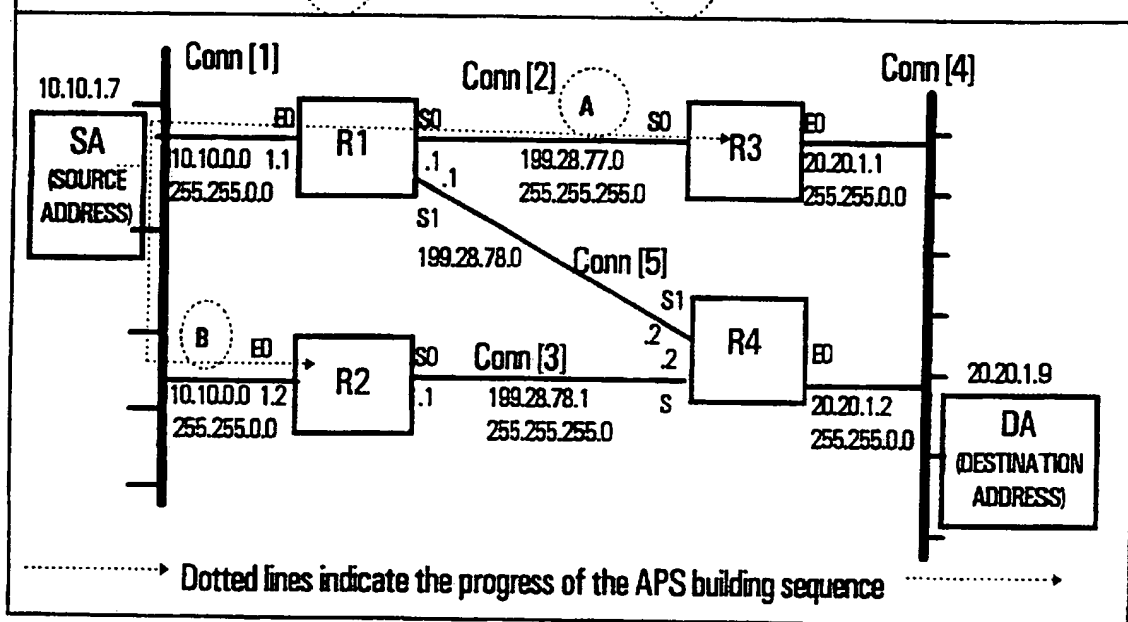 Conn [1]
Conn [2]
Conn [4]
10.10.1.7
SA
(SOURCE
ADDRESS)
E0
10.10.0.0 1.1
255.255.0.0
R1
S0
.1
.1
S1
199.28.78.0
A
199.28.77.0
255.255.255.0
S0
R3
E0
20.20.1.1
255.255.0.0
Conn [5]
S1
.2
.2
S
R4
E0
20.20.1.2
255.255.0.0
B
E0
10.10.0.0 1.2
255.255.0.0
R2
S0
.1
Conn [3]
199.28.78.1
255.255.255.0
20.20.1.9
DA
(DESTINATION
ADDRESS)
Dotted lines indicate the progress of the APS building sequence